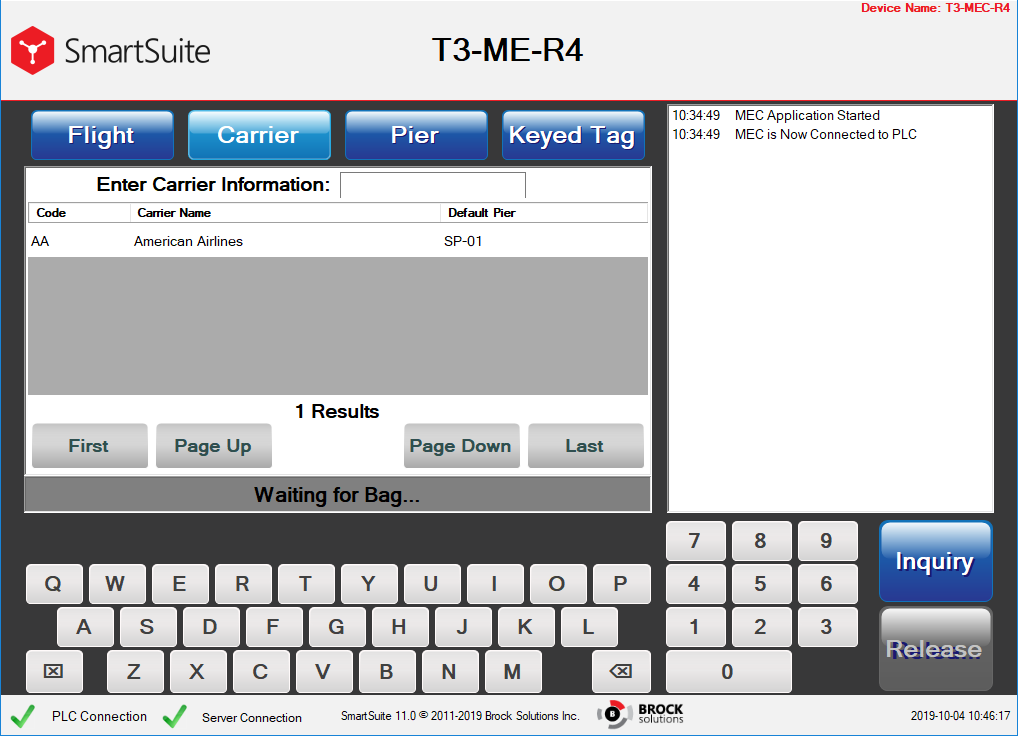 Device Name: T3-MEC-R4
SmartSuite
T3-ME-R4
Flight Carrier Pier Keyed Tag
Enter Carrier Information:
Code Carrier Name Default Pier
AA American Airlines SP-01
1 Results
First Page Up Page Down Last
Waiting for Bag...
10:34:49 MEC Application Started
10:34:49 MEC is Now Connected to PLC
7 8 9
Q W E R T Y U I O P 4 5 6
A S D F G H J K L 1 2 3
Z X C V B N M 0
Inquiry
Release
PLC Connection Server Connection SmartSuite 11.0 © 2011-2019 Brock Solutions Inc. B BROCK solutions 2019-10-04 10:46:17